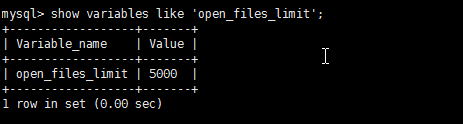 mysql> show variables like 'open_files_limit';
+------------------+-------+
| Variable_name    | Value |
+------------------+-------+
| open_files_limit | 5000  |
+------------------+-------+
1 row in set (0.00 sec)